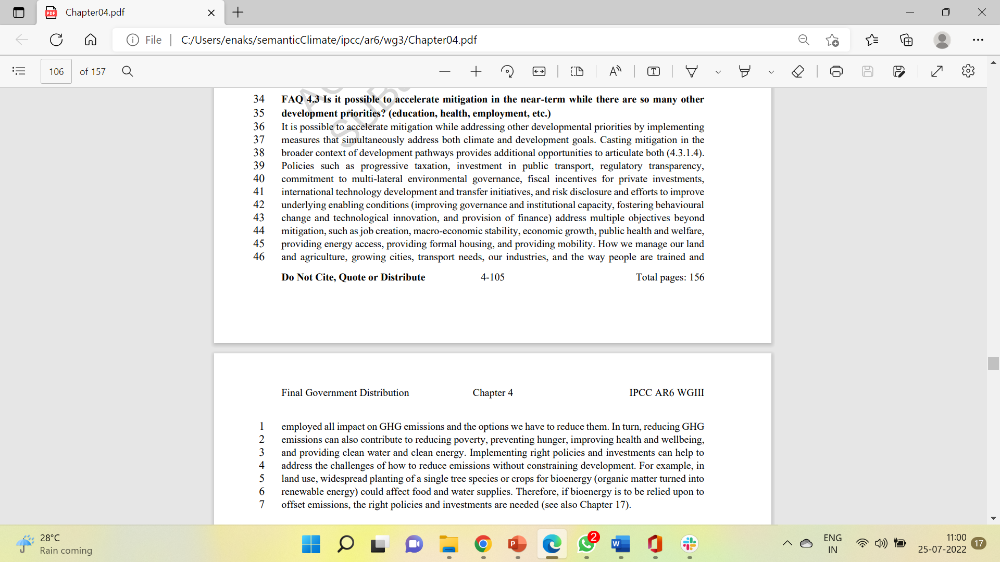 Chapter04.pdf
File
C:/Users/enaks/semanticClimate/ipcc/ar6/wg3/Chapter04.pdf
106 of 157
34 FAQ 4.3 Is it possible to accelerate mitigation in the near-term while there are so many other
35 development priorities? (education, health, employment, etc.)
36 It is possible to accelerate mitigation while addressing other developmental priorities by implementing
37 measures that simultaneously address both climate and development goals. Casting mitigation in the
38 broader context of development pathways provides additional opportunities to articulate both (4.3.1.4).
39 Policies such as progressive taxation, investment in public transport, regulatory transparency,
40 commitment to multi-lateral environmental governance, fiscal incentives for private investments,
41 international technology development and transfer initiatives, and risk disclosure and efforts to improve
42 underlying enabling conditions (improving governance and institutional capacity, fostering behavioural
43 change and technological innovation, and provision of finance) address multiple objectives beyond
44 mitigation, such as job creation, macro-economic stability, economic growth, public health and welfare,
45 providing energy access, providing formal housing, and providing mobility. How we manage our land
46 and agriculture, growing cities, transport needs, our industries, and the way people are trained and
Do Not Cite, Quote or Distribute 4-105 Total pages: 156
Final Government Distribution Chapter 4 IPCC AR6 WGIII
1 employed all impact on GHG emissions and the options we have to reduce them. In turn, reducing GHG
2 emissions can also contribute to reducing poverty, preventing hunger, improving health and wellbeing,
3 and providing clean water and clean energy. Implementing right policies and investments can help to
4 address the challenges of how to reduce emissions without constraining development. For example, in
5 land use, widespread planting of a single tree species or crops for bioenergy (organic matter turned into
6 renewable energy) could affect food and water supplies. Therefore, if bioenergy is to be relied upon to
7 offset emissions, the right policies and investments are needed (see also Chapter 17).
28°C
Rain coming
2
ENG
IN
11:00
25-07-2022
17